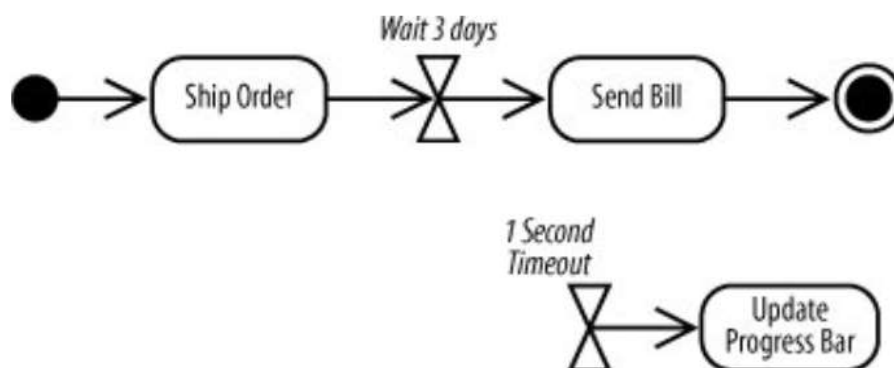 Wait 3 days
Ship Order
Send Bill
1 Second
Timeout
Update
Progress Bar